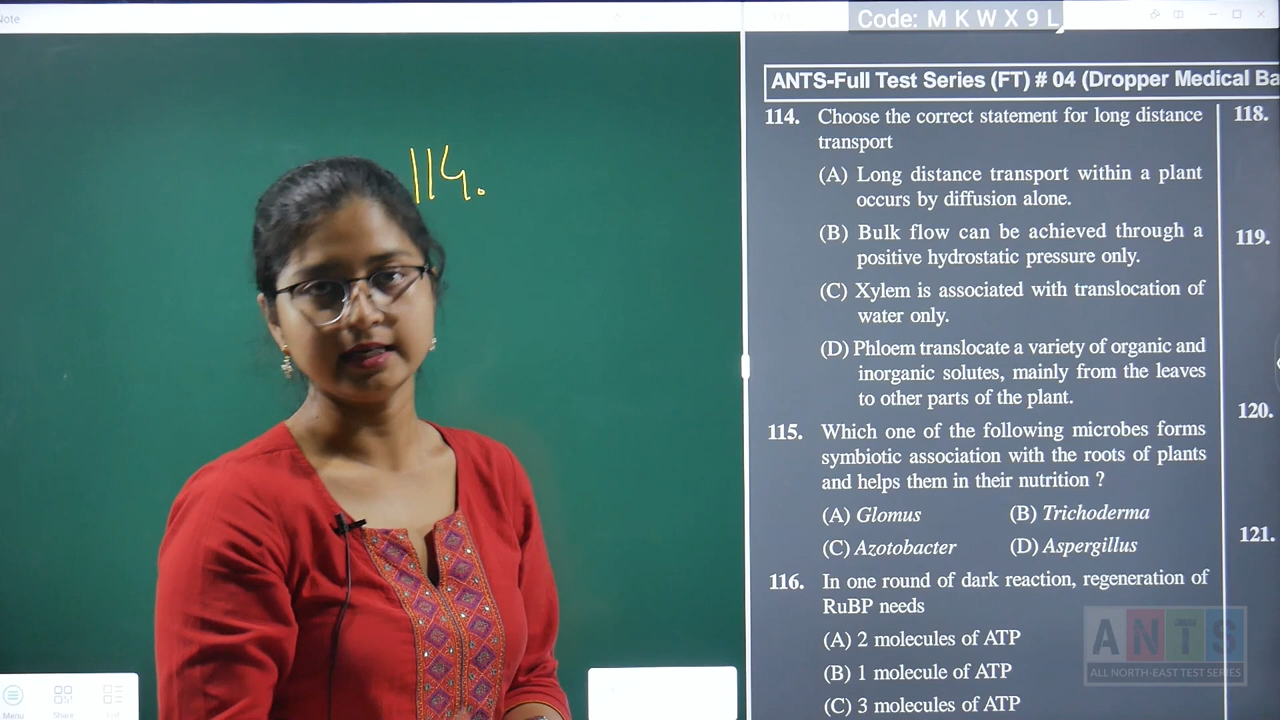 Note
Code: M K W X 9 L
114.
ANTS-Full Test Series (FT) # 04 (Dropper Medical Ba
114. Choose the correct statement for long distance
transport
(A) Long distance transport within a plant
occurs by diffusion alone.
(B) Bulk flow can be achieved through a
positive hydrostatic pressure only.
(C) Xylem is associated with translocation of
water only.
(D) Phloem translocate a variety of organic and
inorganic solutes, mainly from the leaves
to other parts of the plant.
115. Which one of the following microbes forms
symbiotic association with the roots of plants
and helps them in their nutrition ?
(A) Glomus (B) Trichoderma
(C) Azotobacter (D) Aspergillus
116. In one round of dark reaction, regeneration of
RuBP needs
(A) 2 molecules of ATP
(B) 1 molecule of ATP
(C) 3 molecules of ATP
118.
119.
120.
121.
ANTS
ALL NORTH-EAST TEST SERIES
Menu Share List